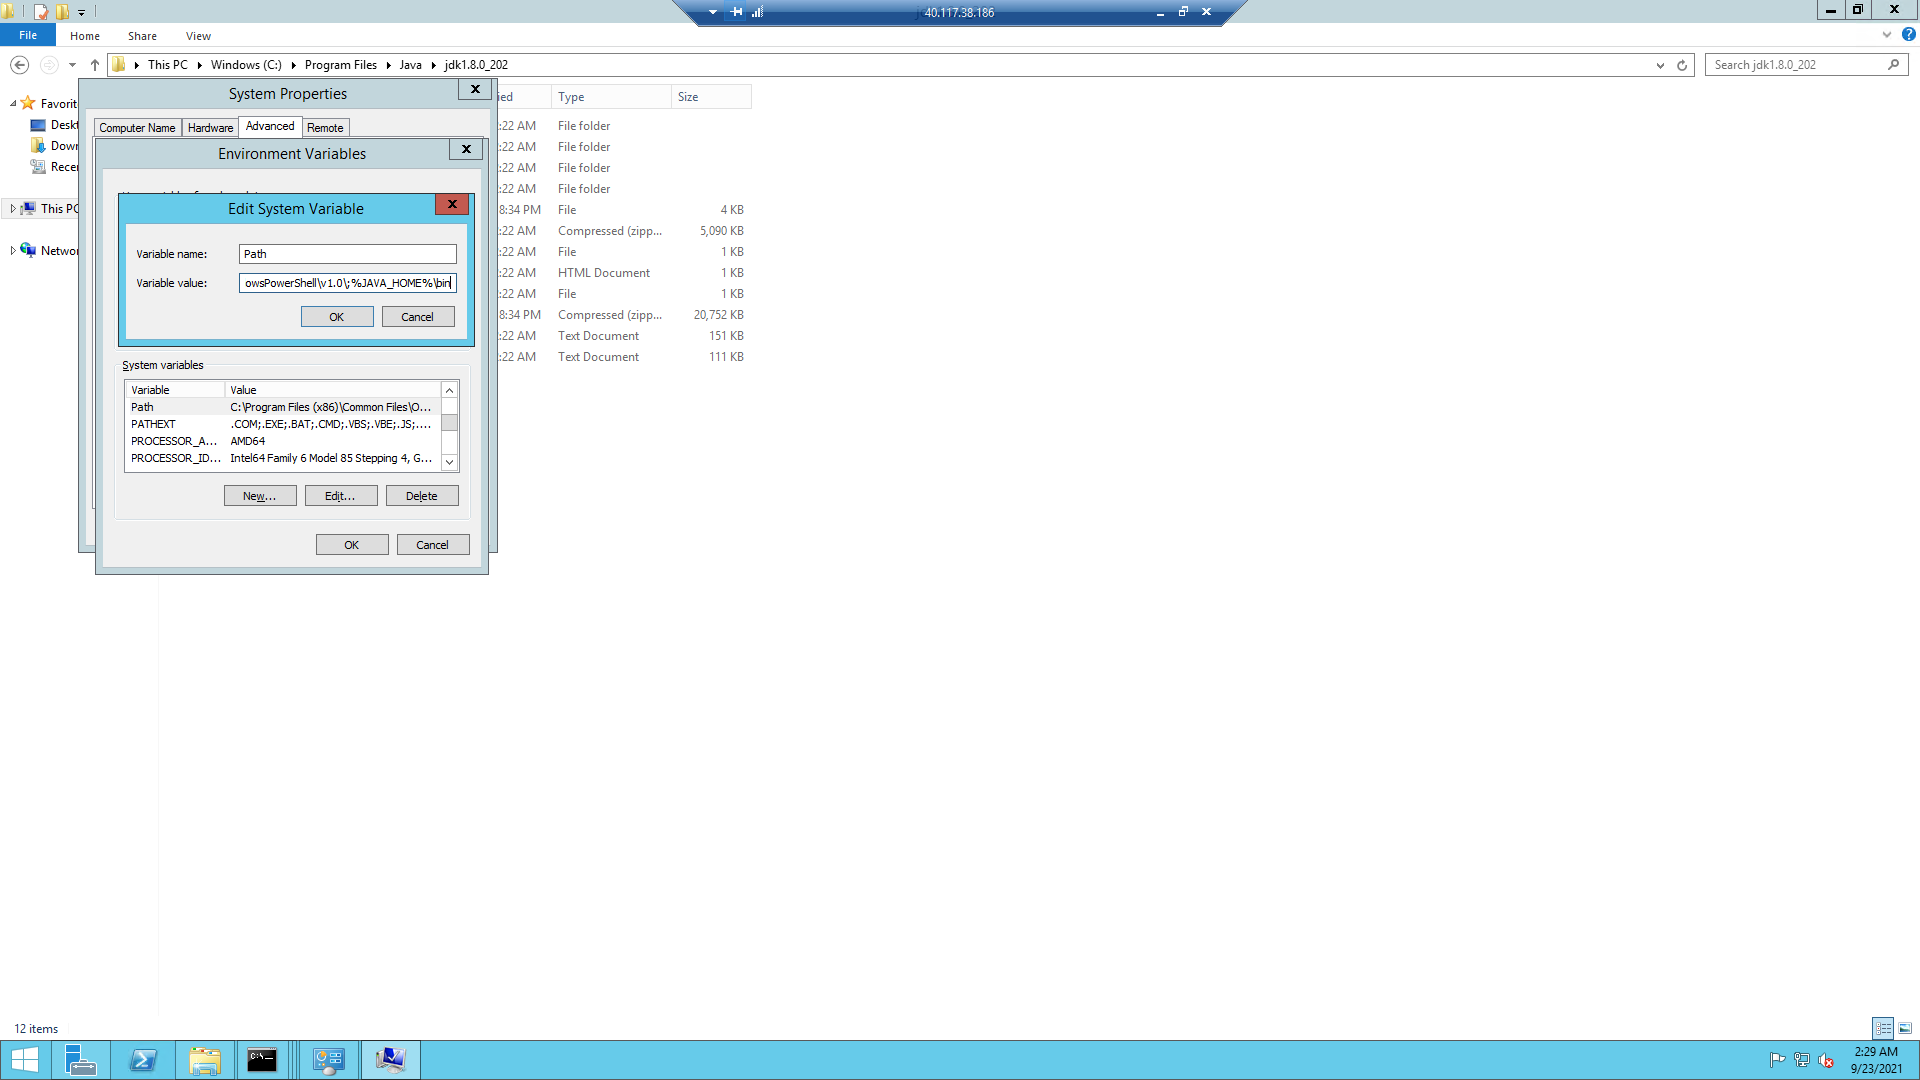 40.117.38.186
File Home Share View
This PC Windows (C:) Program Files Java jdk1.8.0_202
Search jdk1.8.0_202
System Properties
Computer Name Hardware Advanced Remote
Environment Variables
Edit System Variable
Variable name: Path
Variable value: owsPowerShell\v1.0\;%JAVA_HOME%\bin
OK Cancel
System variables
Variable Value
Path C:\Program Files (x86)\Common Files\O...
PATHEXT .COM;.EXE;.BAT;.CMD;.VBS;.VBE;.JS;....
PROCESSOR_A... AMD64
PROCESSOR_ID... Intel64 Family 6 Model 85 Stepping 4, G...
New... Edit... Delete
OK Cancel
Favorit
Deskt
Down
Recen
This PC
Networ
ied Type Size
:22 AM File folder
:22 AM File folder
:22 AM File folder
:22 AM File folder
8:34 PM File 4 KB
:22 AM Compressed (zipp... 5,090 KB
:22 AM File 1 KB
:22 AM HTML Document 1 KB
:22 AM File 1 KB
8:34 PM Compressed (zipp... 20,752 KB
:22 AM Text Document 151 KB
:22 AM Text Document 111 KB
12 items
2:29 AM
9/23/2021